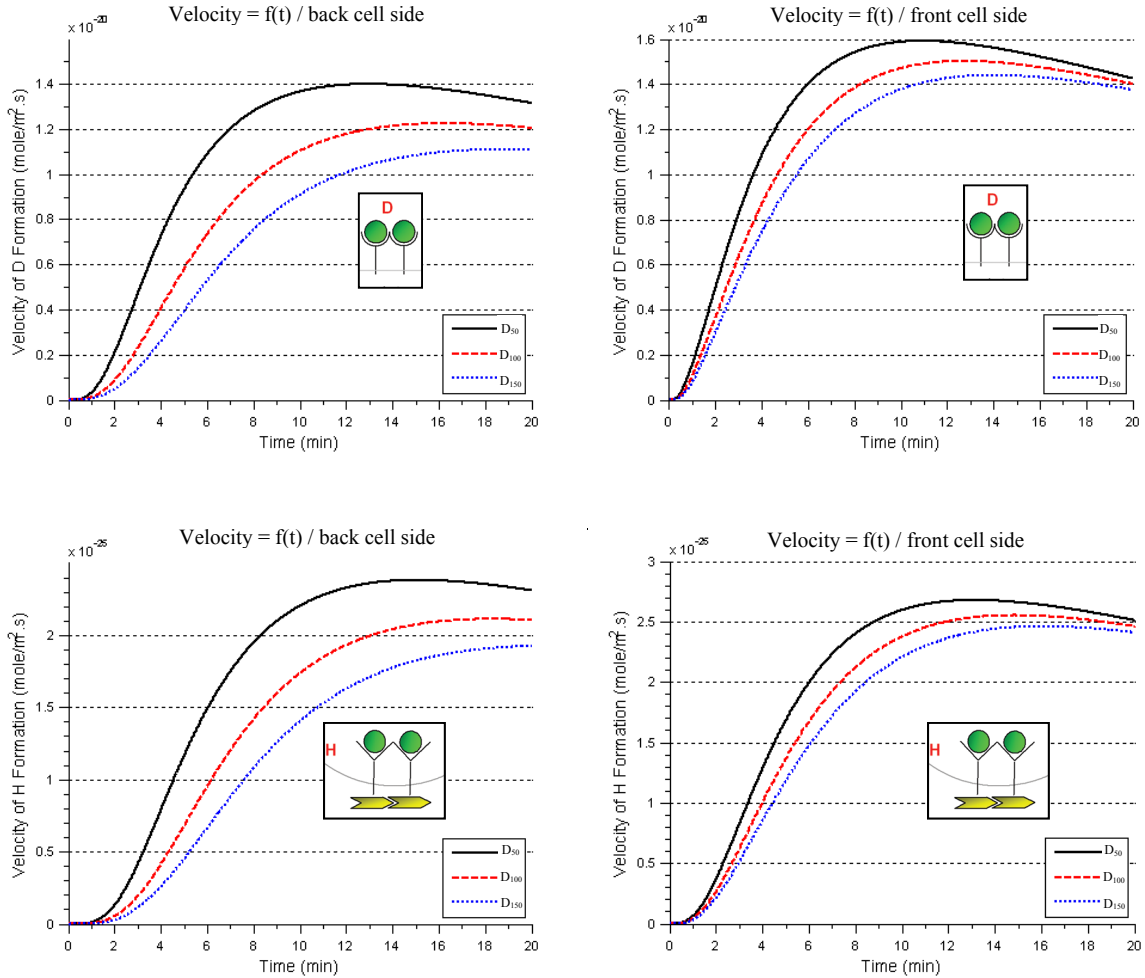 Velocity = f(t) / back cell side
x 10-20
Velocity of D Formation (mole/m2.s)
1.4
1.2
1
0.8
0.6
0.4
0.2
0
0 2 4 6 8 10 12 14 16 18 20
Time (min)
D
D50
D100
D150
Velocity = f(t) / front cell side
x 10-20
Velocity of D Formation (mole/m2.s)
1.6
1.4
1.2
1
0.8
0.6
0.4
0.2
0
0 2 4 6 8 10 12 14 16 18 20
Time (min)
D
D50
D100
D150
Velocity = f(t) / back cell side
x 10-25
Velocity of H Formation (mole/m2.s)
2
1.5
1
0.5
0
0 2 4 6 8 10 12 14 16 18 20
Time (min)
H
D50
D100
D150
Velocity = f(t) / front cell side
x 10-25
Velocity of H Formation (mole/m2.s)
3
2.5
2
1.5
1
0.5
0
0 2 4 6 8 10 12 14 16 18 20
Time (min)
H
D50
D100
D150